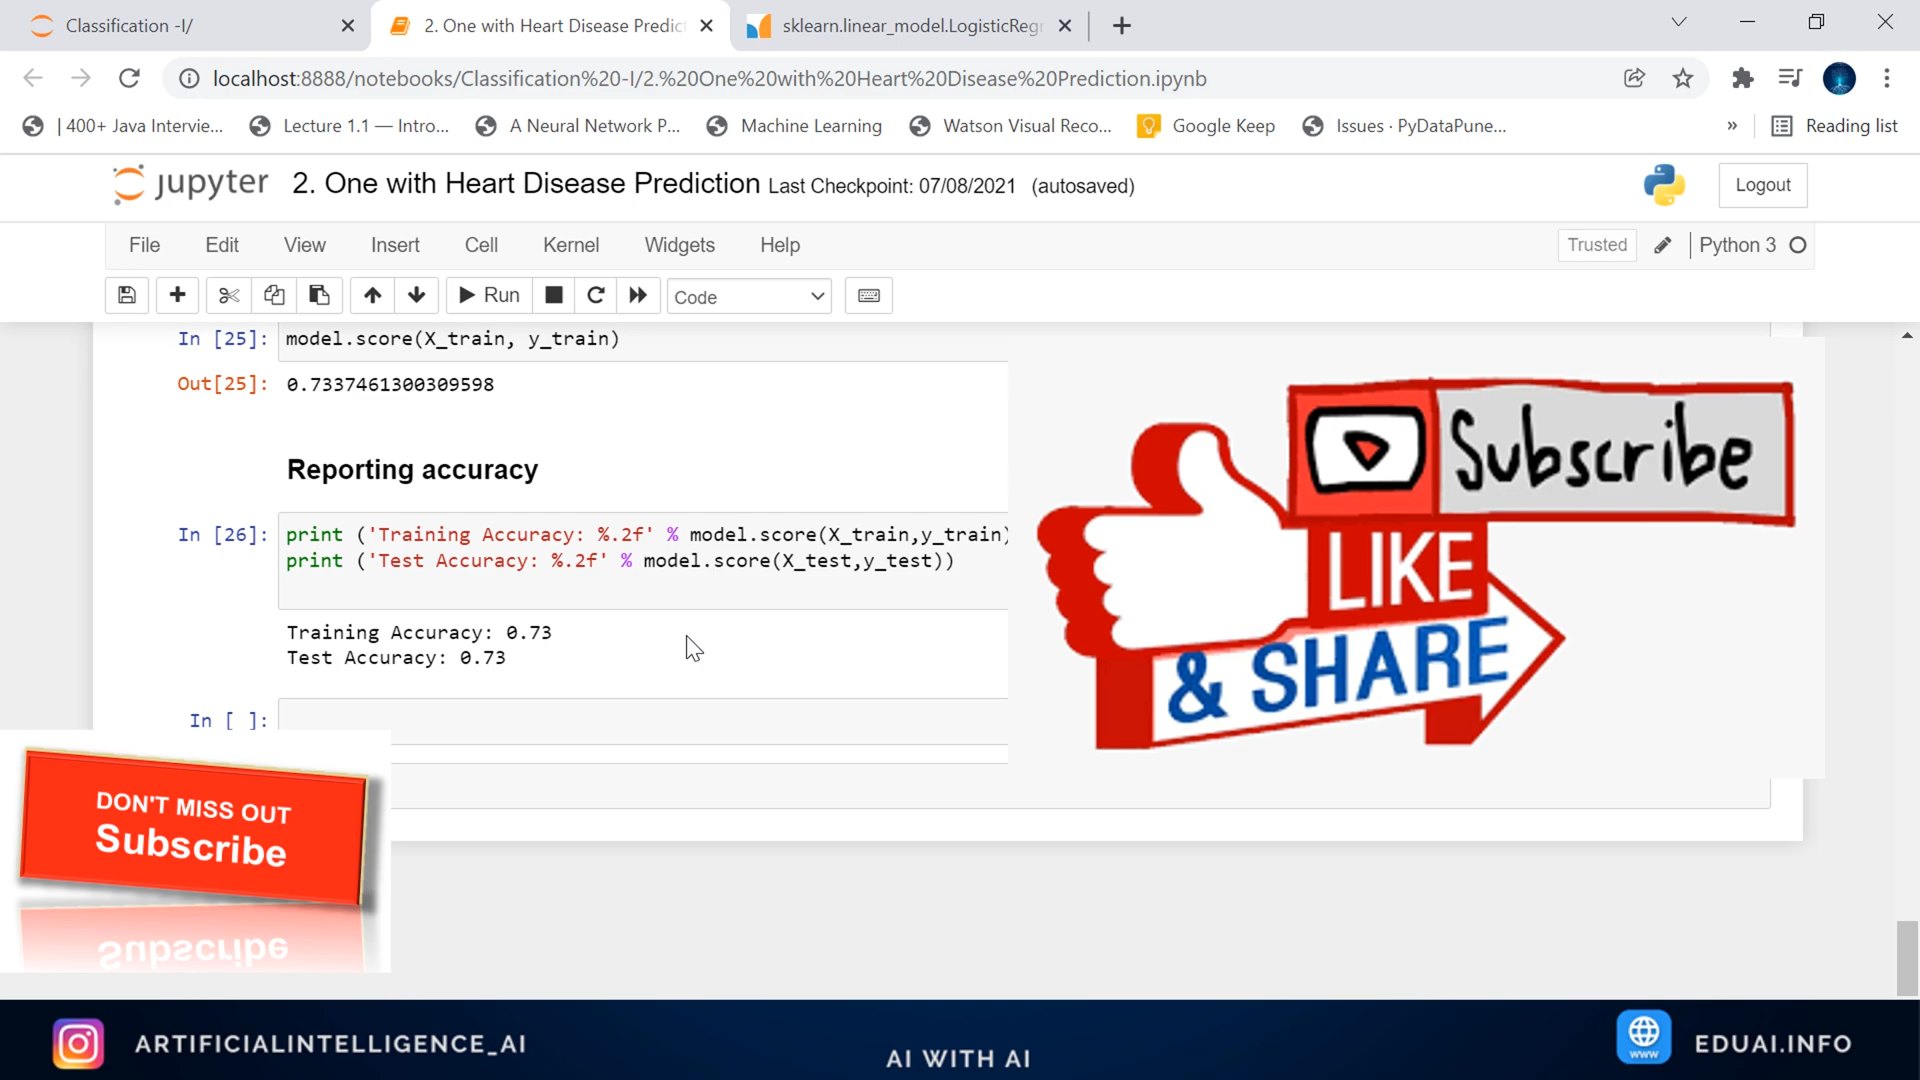 Classification -I/
2. One with Heart Disease Predict
sklearn.linear_model.LogisticRegr
localhost:8888/notebooks/Classification%20-I/2.%20One%20with%20Heart%20Disease%20Prediction.ipynb
| 400+ Java Intervie...
Lecture 1.1 — Intro...
A Neural Network P...
Machine Learning
Watson Visual Reco...
Google Keep
Issues · PyDataPune...
»
Reading list
jupyter
2. One with Heart Disease Prediction Last Checkpoint: 07/08/2021 (autosaved)
Logout
File
Edit
View
Insert
Cell
Kernel
Widgets
Help
Trusted
Python 3
Run
Code
In [25]: model.score(X_train, y_train)
Out[25]: 0.7337461300309598
Reporting accuracy
In [26]: print ('Training Accuracy: %.2f' % model.score(X_train,y_train)
print ('Test Accuracy: %.2f' % model.score(X_test,y_test))
Training Accuracy: 0.73
Test Accuracy: 0.73
In [ ]:
Subscribe
LIKE
& SHARE
DON'T MISS OUT
Subscribe
Subscribe
ARTIFICIALINTELLIGENCE_AI
AI WITH AI
www
EDUAI.INFO